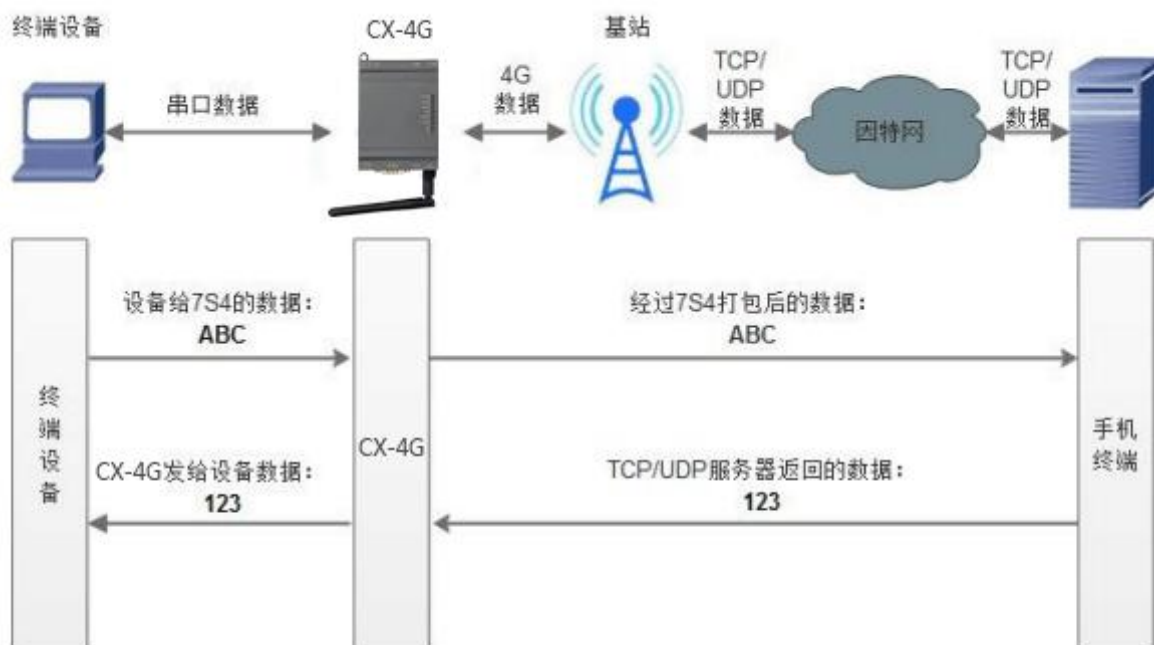 终端设备
CX-4G
基站
串口数据
4G
数据
TCP/
UDP
数据
因特网
TCP/
UDP
数据
设备给7S4的数据：
ABC
经过7S4打包后的数据：
ABC
终端设备
CX-4G
手机
终端
CX-4G发给设备数据：
123
TCP/UDP服务器返回的数据：
123